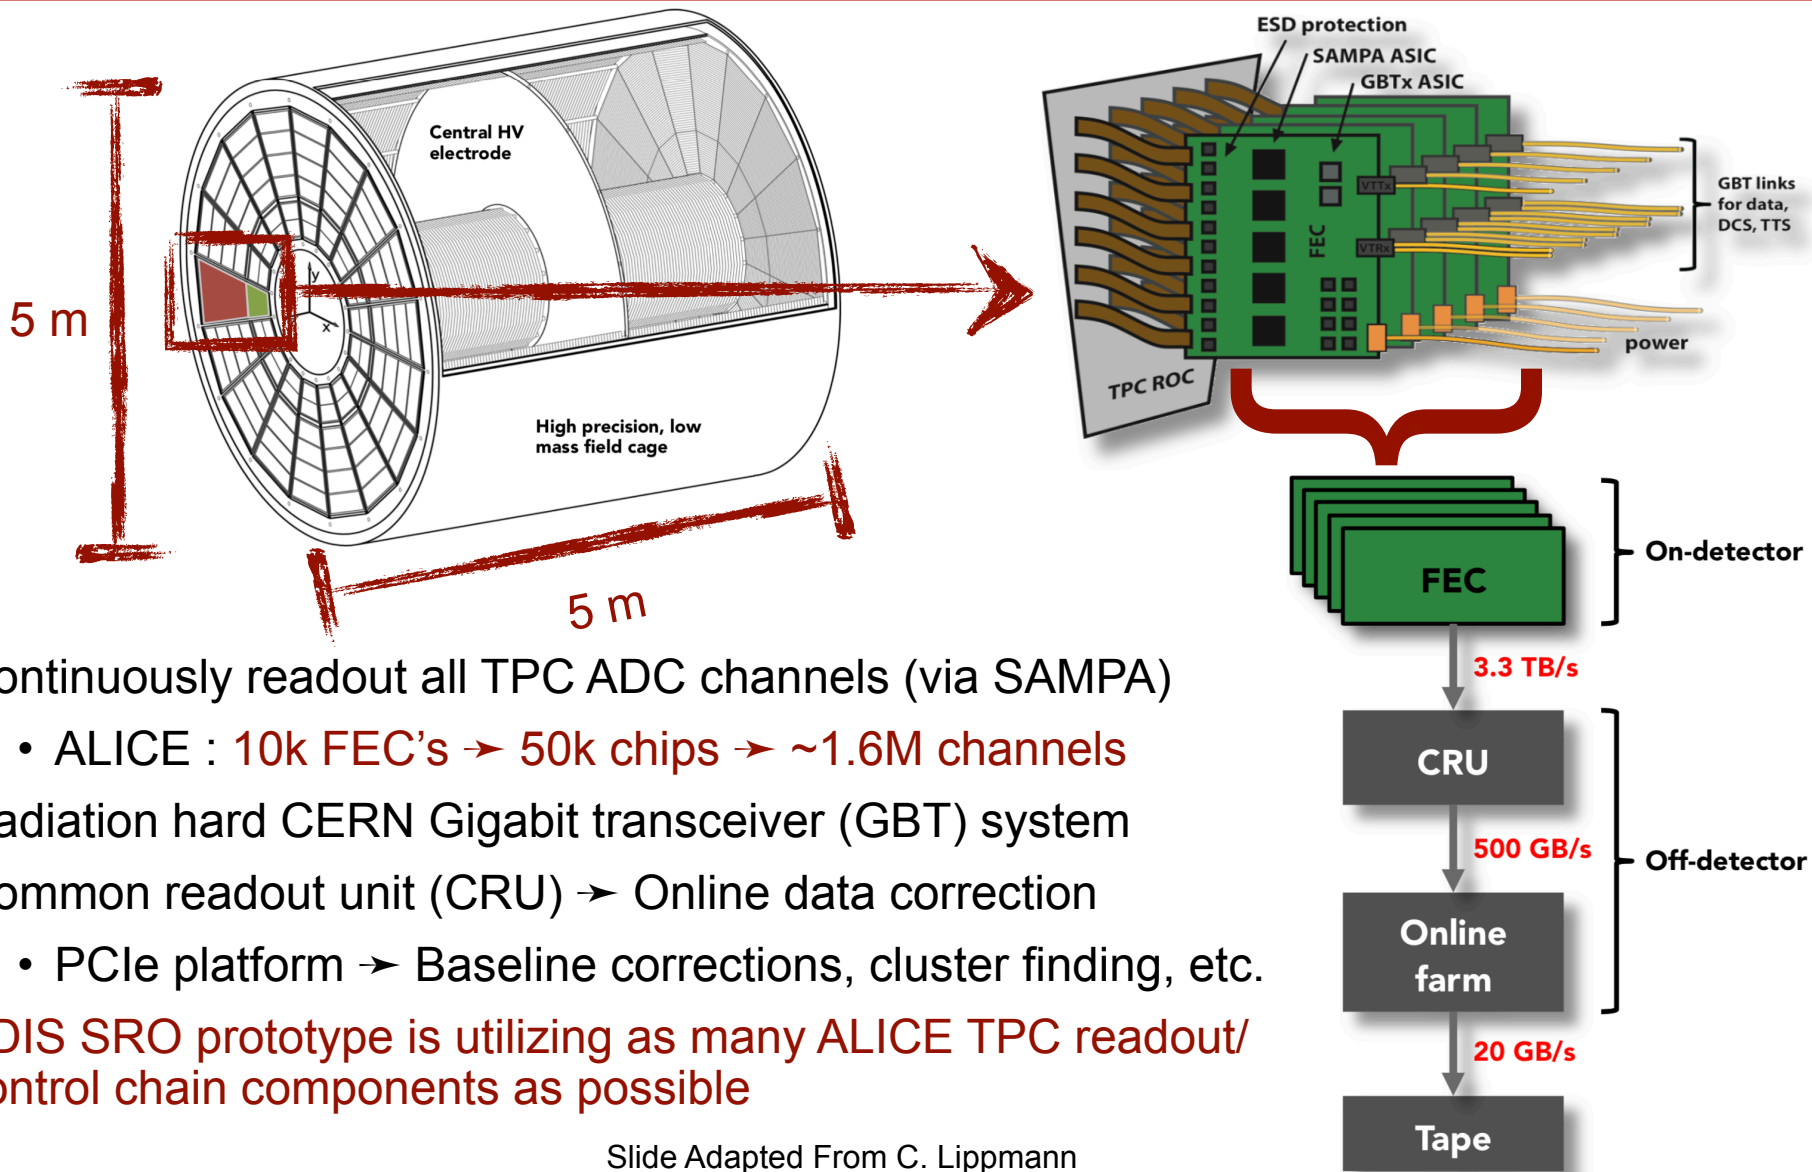 ESD protection
SAMPA ASIC
GBTx ASIC
Central HV
electrode
VTTx
GBT links
for data,
DCS, TTS
FEC
VTRx
y
x
5 m
power
TPC ROC
High precision, low
mass field cage
5 m
On-detector
FEC
3.3 TB/s
ontinuously readout all TPC ADC channels (via SAMPA)
• ALICE : 10k FEC's ➛ 50k chips ➛ ~1.6M channels
adiation hard CERN Gigabit transceiver (GBT) system
ommon readout unit (CRU) ➛ Online data correction
• PCIe platform ➛ Baseline corrections, cluster finding, etc.
DIS SRO prototype is utilizing as many ALICE TPC readout/
ontrol chain components as possible
CRU
500 GB/s
Off-detector
Online
farm
20 GB/s
Tape
Slide Adapted From C. Lippmann